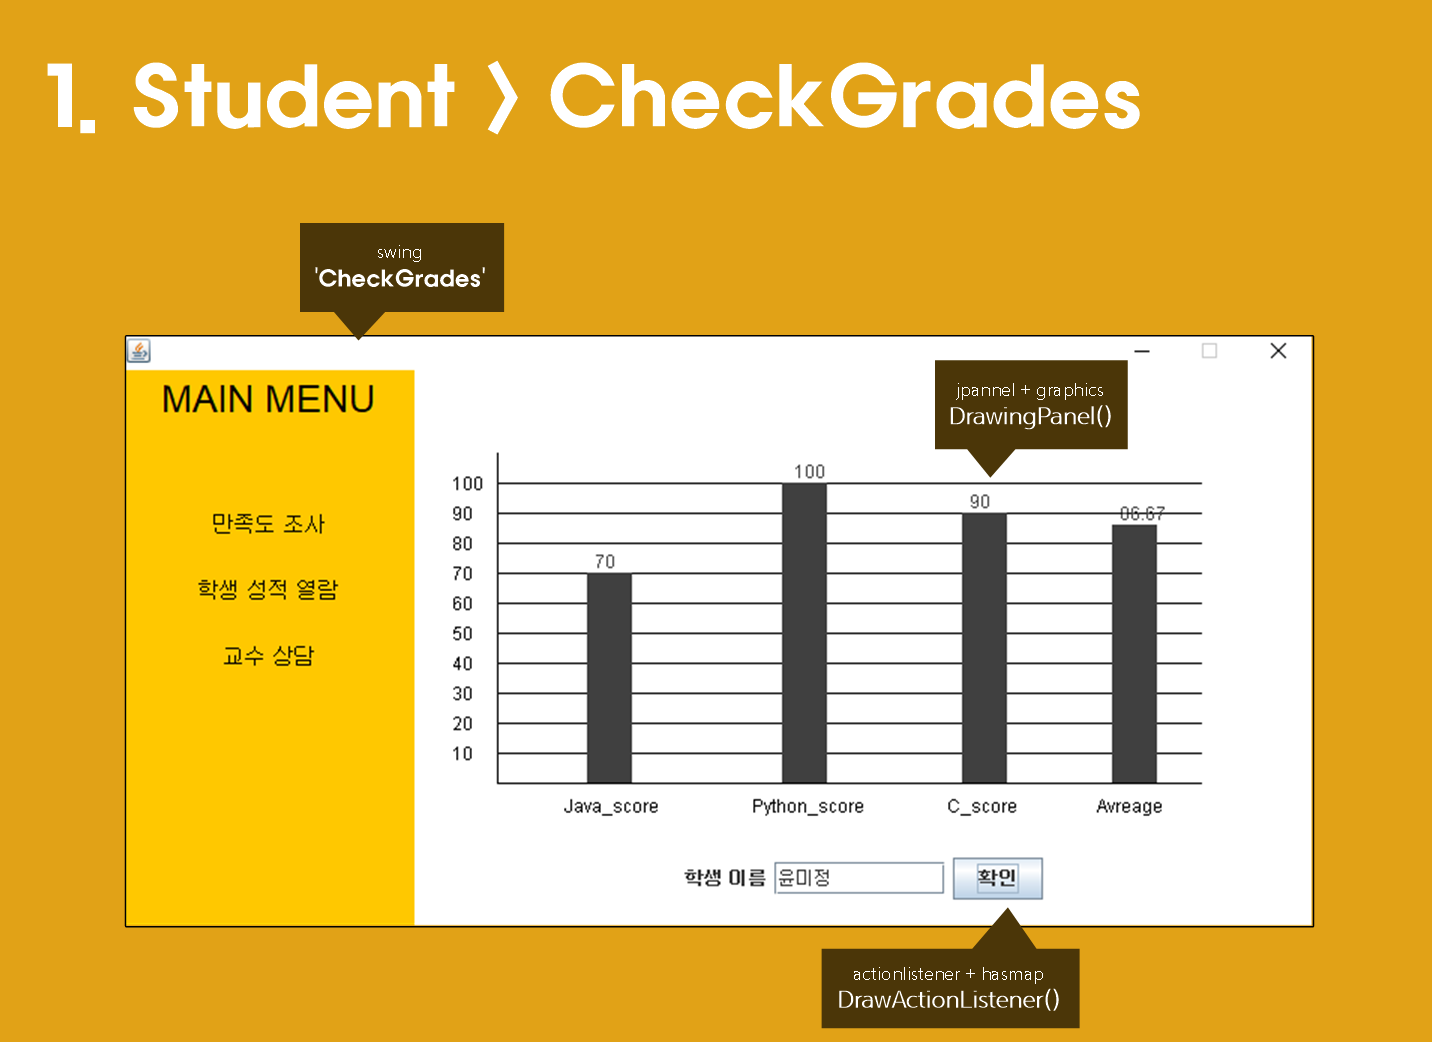 1. Student > CheckGrades
swing
'CheckGrades'
MAIN MENU
jpannel + graphics
DrawingPanel()
만족도 조사
학생 성적 열람
교수 상담
100
90
80
70
60
50
40
30
20
10
70
100
90
Java_score
Python_score
C_score
Avreage
학생 이름
윤미정
확인
actionlistener + hasmap
DrawActionListener()